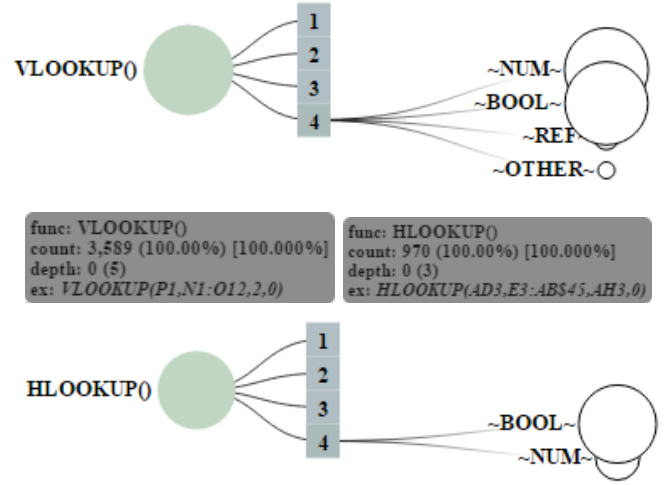 VLOOKUP()
1
2
3
4
~NUM~
~BOOL~
~REF~
~OTHER~
func: VLOOKUP()
count: 3,589 (100.00%) [100.000%]
depth: 0 (5)
ex: VLOOKUP(P1,N1:O12,2,0)
func: HLOOKUP()
count: 970 (100.00%) [100.000%]
depth: 0 (3)
ex: HLOOKUP(AD3,E3:AB$45,AH3,0)
HLOOKUP()
1
2
3
4
~BOOL~
~NUM~